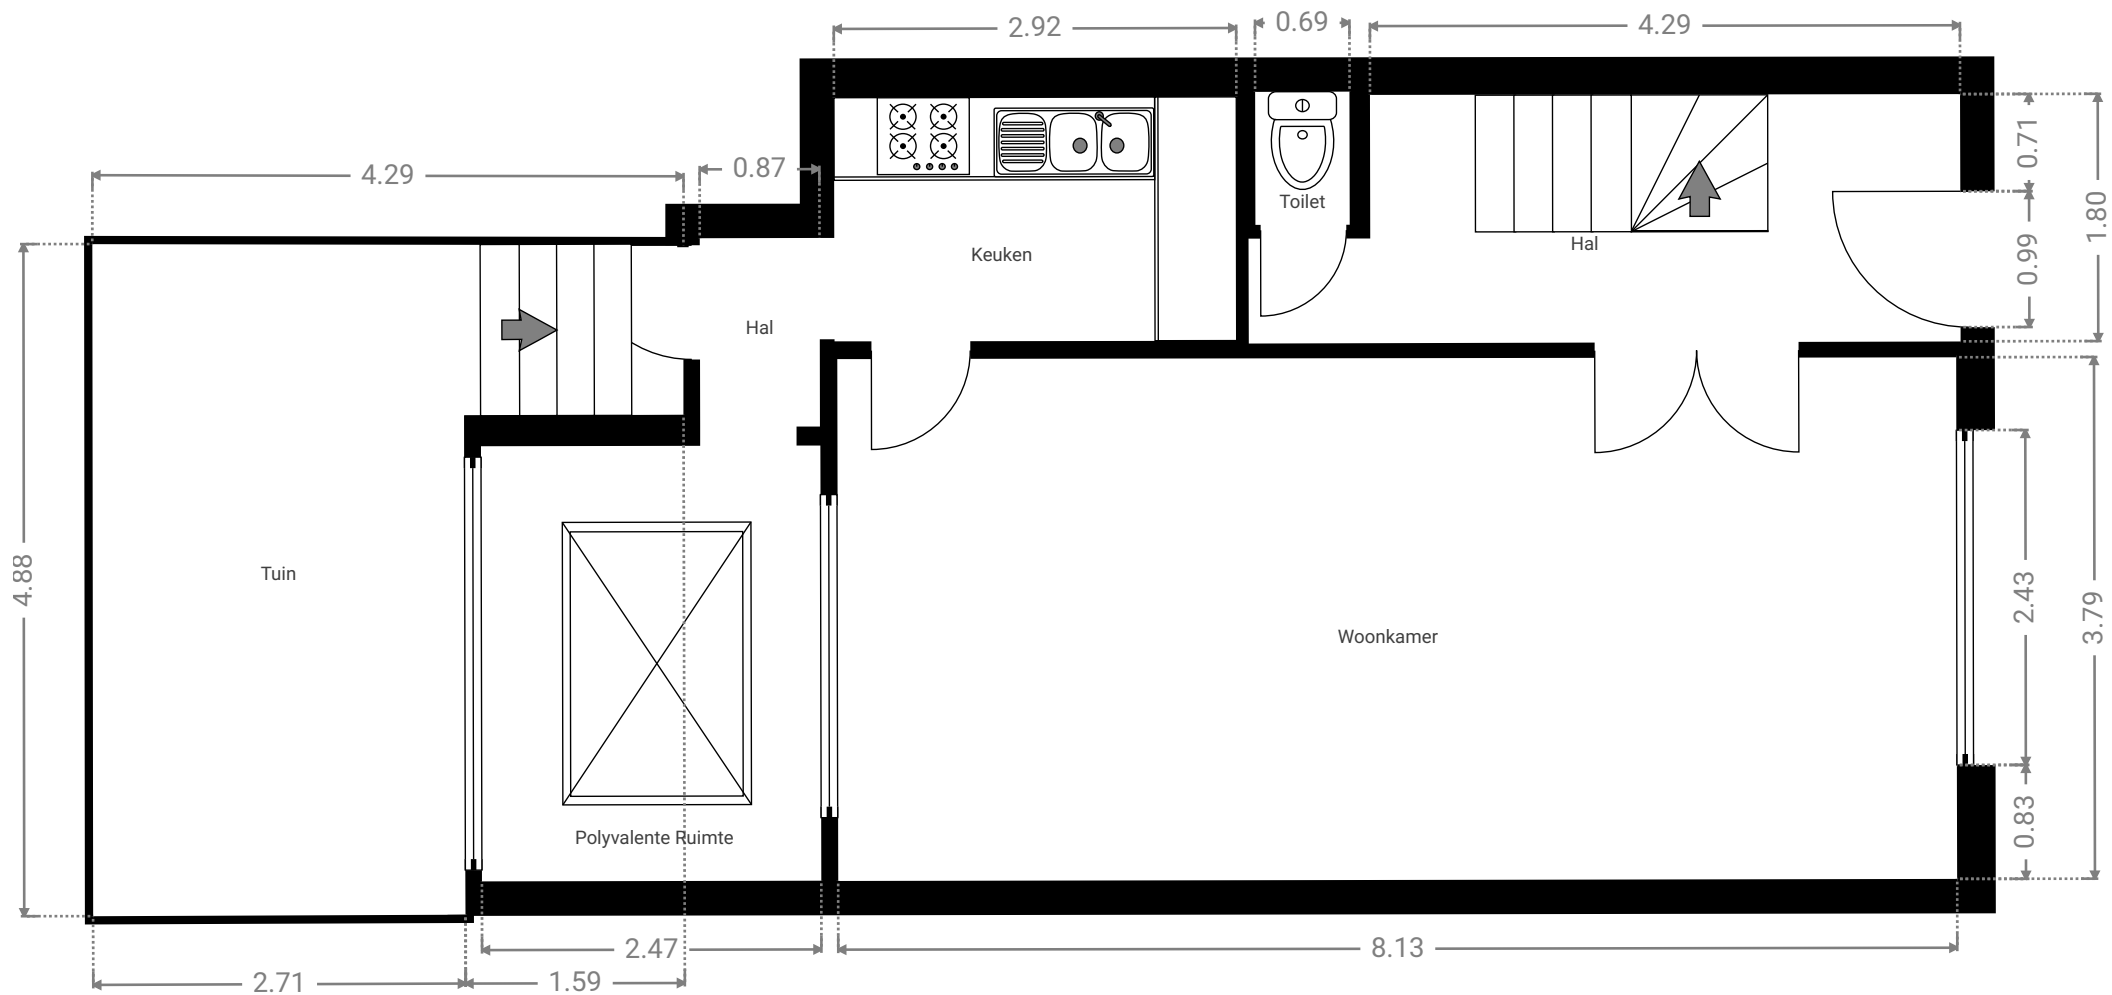 2.92
0.69
4.29
4.29
0.87
0.71
1.80
0.99
Toilet
Hal
Keuken
Hal
4.88
Tuin
Woonkamer
2.43
3.79
0.83
Polyvalente Ruimte
2.47
8.13
2.71
1.59